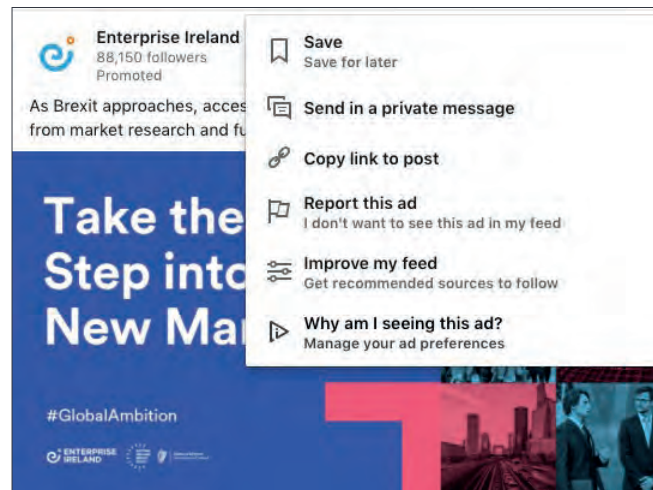 Enterprise Ireland
88,150 followers
Promoted
As Brexit approaches, acces
from market research and fu
Save
Save for later
Send in a private message
Copy link to post
Report this ad
I don't want to see this ad in my feed
Improve my feed
Get recommended sources to follow
Why am I seeing this ad?
Manage your ad preferences
Take the
Step into
New Ma
#GlobalAmbition
ENTERPRISE
IRELAND